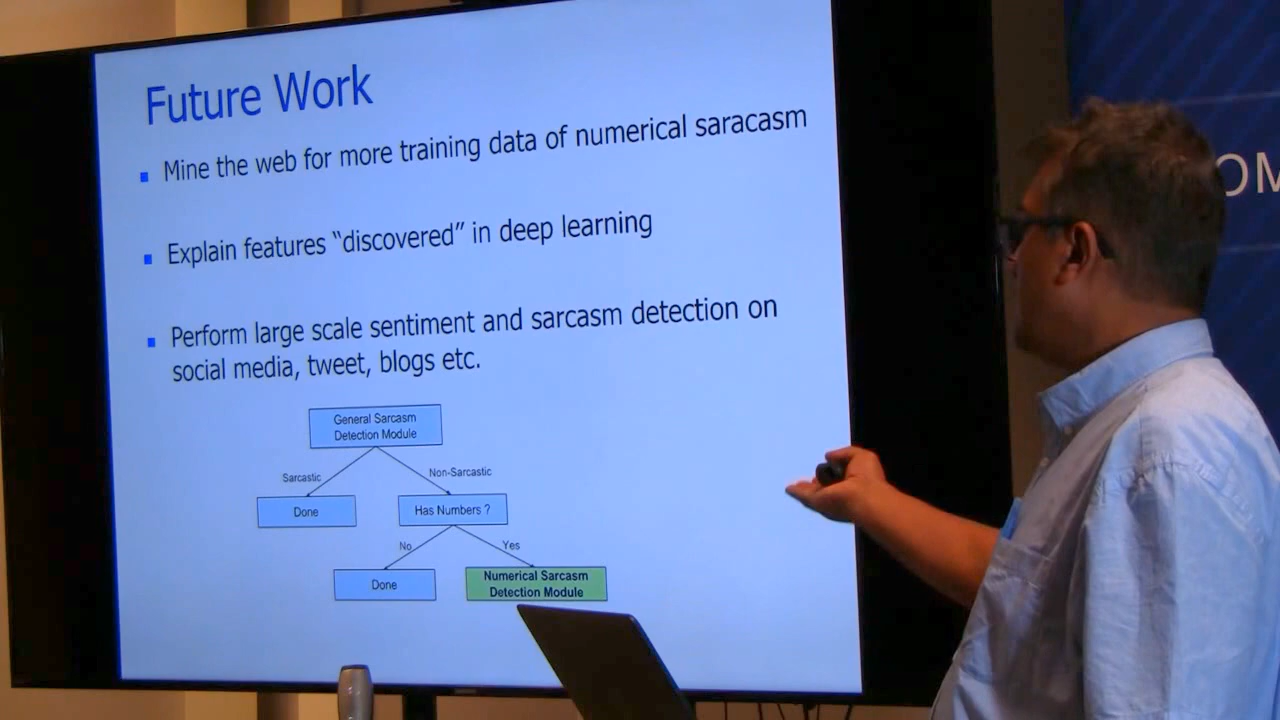 Future Work
Mine the web for more training data of numerical saracasm
Explain features “discovered” in deep learning
Perform large scale sentiment and sarcasm detection on
social media, tweet, blogs etc.
General Sarcasm
Detection Module
Sarcastic
Non-Sarcastic
Done
Has Numbers ?
No
Yes
Done
Numerical Sarcasm
Detection Module
OM